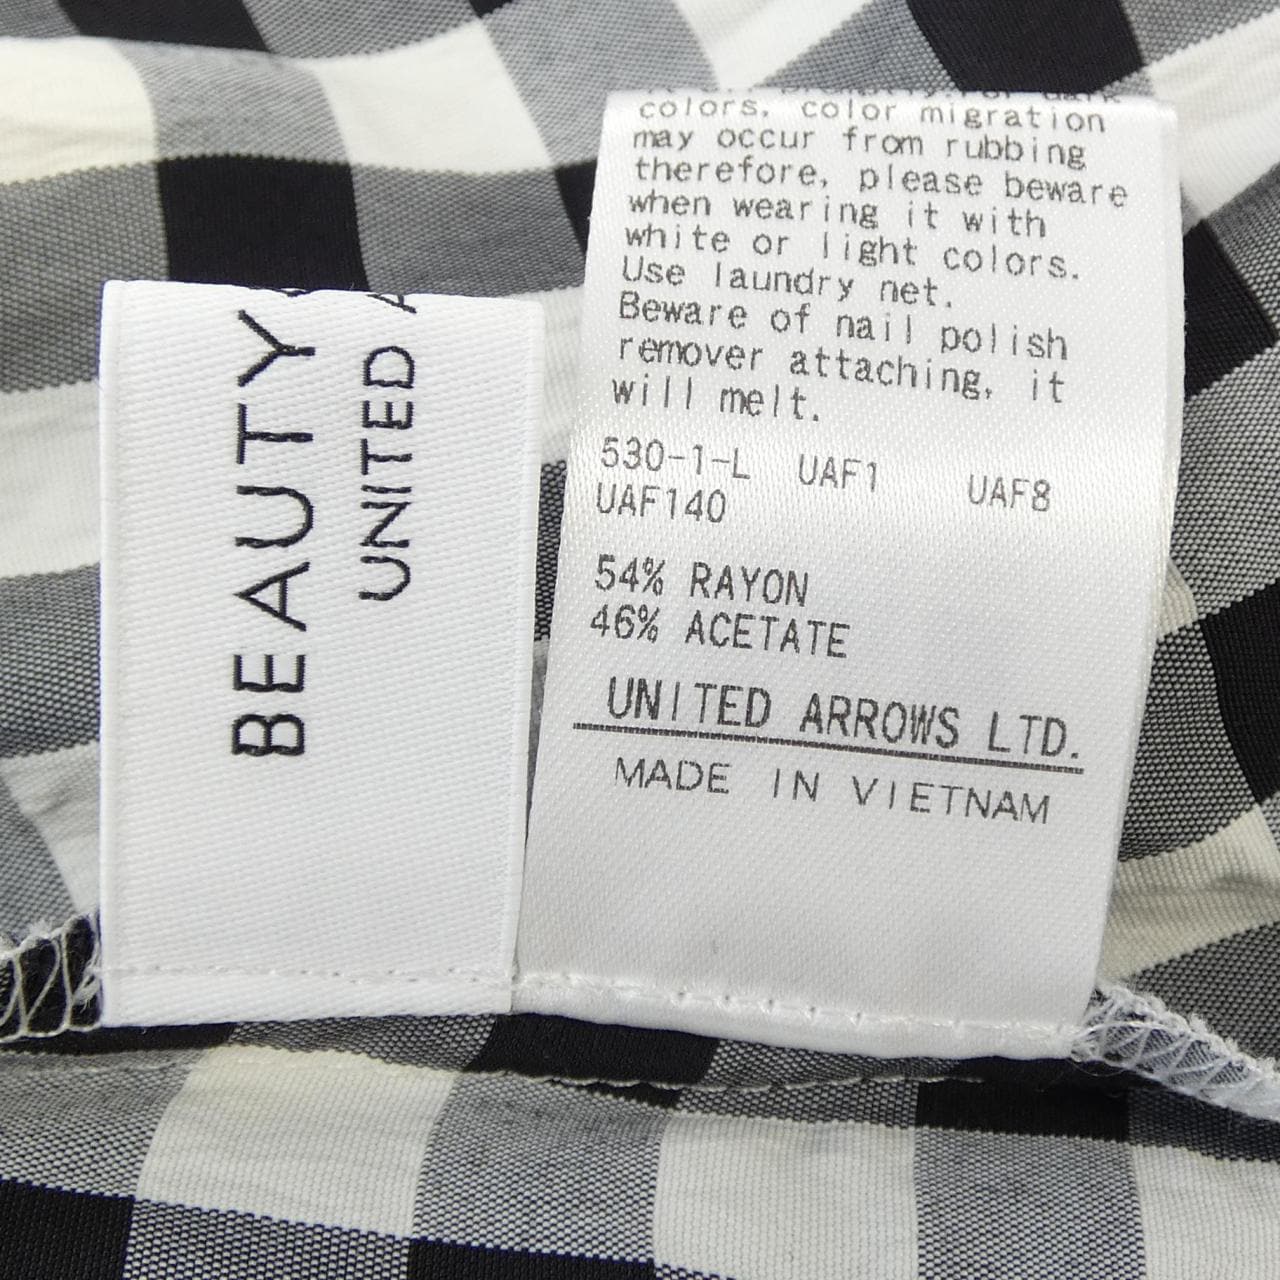 BEAUTY
UNITED A
colors, color migration
may occur from rubbing
therefore, please beware
when wearing it with
white or light colors.
Use laundry net.
Beware of nail polish
remover attaching, it
will melt.
530-1-L UAF1 UAF8
UAF140
54% RAYON
46% ACETATE
UNITED ARROWS LTD.
MADE IN VIETNAM